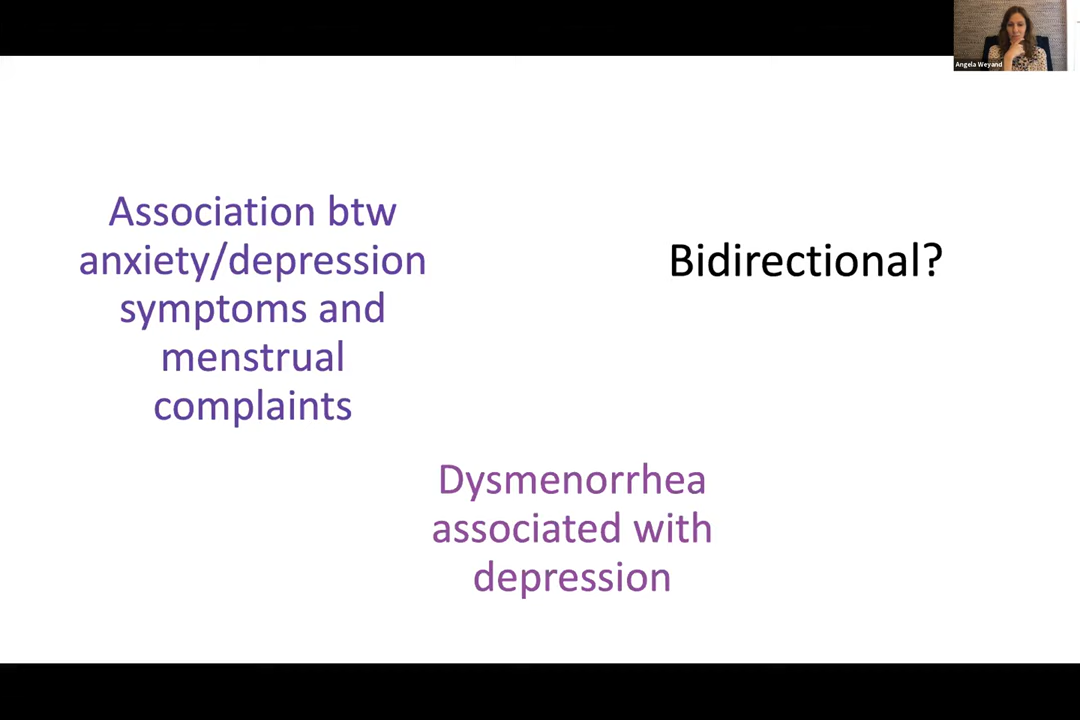 Angela Weyand
Association btw
anxiety/depression
symptoms and
menstrual
complaints
Bidirectional?
Dysmenorrhea
associated with
depression